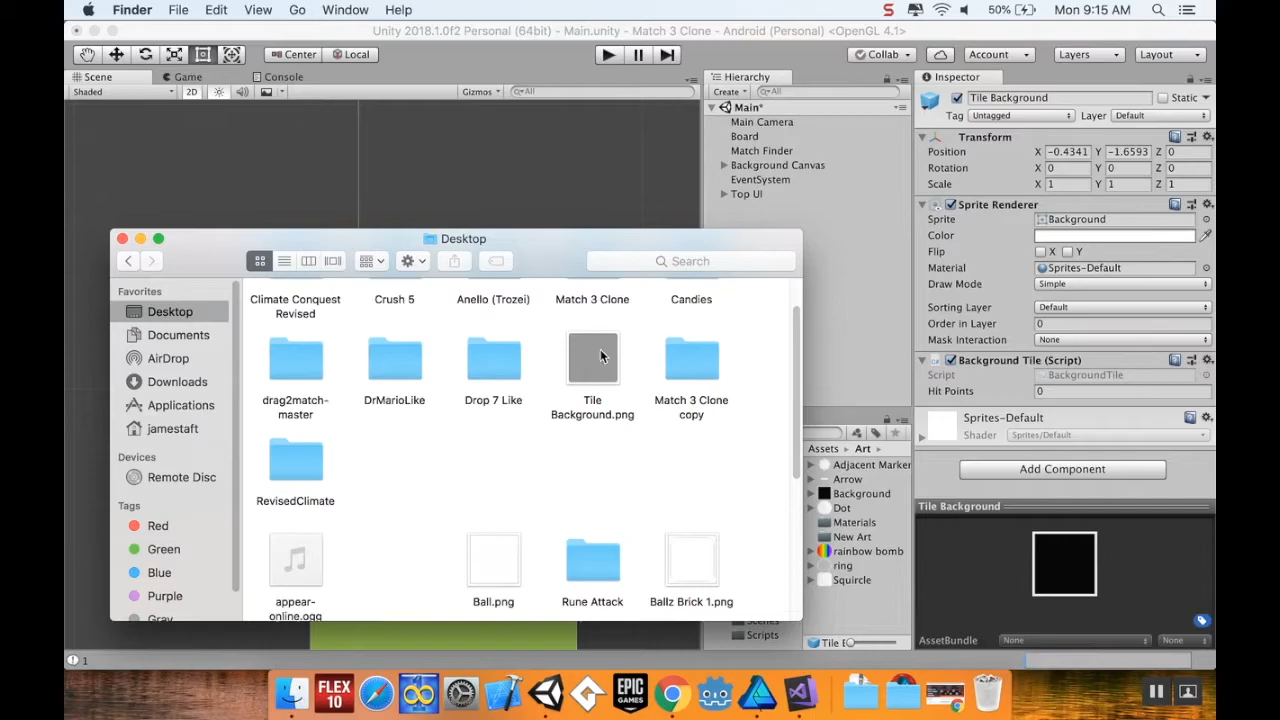 Finder File Edit View Go Window Help 50% Mon 9:15 AM
Unity 2018.1.0f2 Personal (64bit) - Main.unity - Match 3 Clone - Android (Personal) <OpenGL 4.1>
Center Local Collab Account Layers Layout
Scene Game Console Hierarchy Inspector
Shaded 2D Gizmos All Create All
Tile Background Static
Tag Untagged Layer Default
Main*
Main Camera
Board
Match Finder
Background Canvas
EventSystem
Top UI
Transform
Position X -0.4341 Y -1.6593 Z 0
Rotation X 0 Y 0 Z 0
Scale X 1 Y 1 Z 1
Sprite Renderer
Sprite Background
Color
Flip X Y
Material Sprites-Default
Draw Mode Simple
Sorting Layer Default
Order in Layer 0
Mask Interaction None
Background Tile (Script)
Script BackgroundTile
Hit Points 0
Sprites-Default
Shader Sprites/Default
Add Component
Tile Background
AssetBundle None None
Desktop
Search
Favorites
Desktop
Documents
AirDrop
Downloads
Applications
jamestaft
Devices
Remote Disc
Tags
Red
Green
Blue
Purple
Gray
Climate Conquest Revised
Crush 5
Anello (Trozei)
Match 3 Clone
Candies
drag2match-master
DrMarioLike
Drop 7 Like
Tile Background.png
Match 3 Clone copy
RevisedClimate
appear-online.ogg
Ball.png
Rune Attack
Ballz Brick 1.png
Assets Art
Adjacent Marker
Arrow
Background
Dot
Materials
New Art
rainbow bomb
ring
Squircle
Scenes
Scripts
Tile
1
FLEX 10
EPIC GAMES